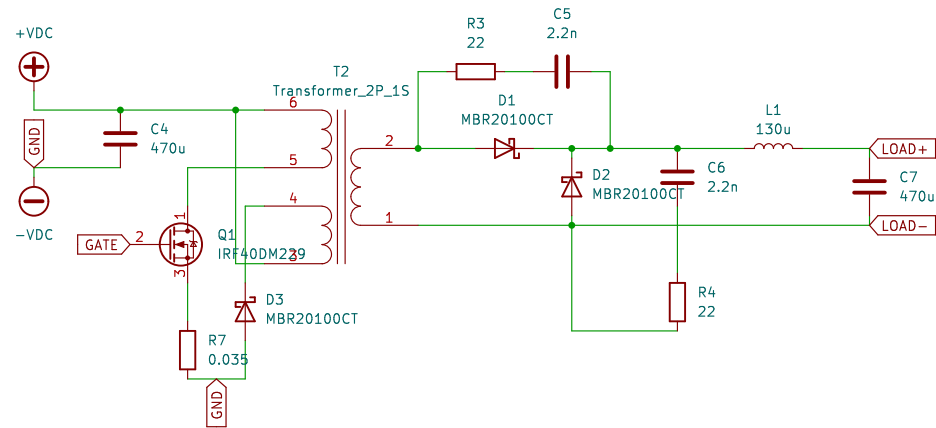 +VDC
GND
−VDC
C4
470u
GATE
2
1
3
Q1
IRF40DM229
R7
0.035
GND
D3
MBR20100CT
T2
Transformer_2P_1S
6
5
4
3
2
1
R3
22
C5
2.2n
D1
MBR20100CT
D2
MBR20100CT
C6
2.2n
R4
22
L1
130u
C7
470u
LOAD+
LOAD−